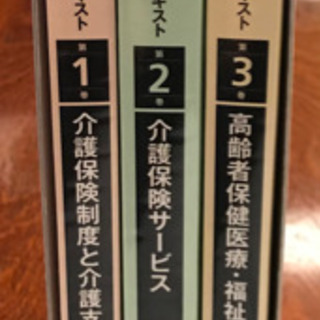 キスト
第1巻
介護保険制度と介護支
キスト
第2巻
介護保険サービス
キスト
第3巻
高齢者保健医療・福祉